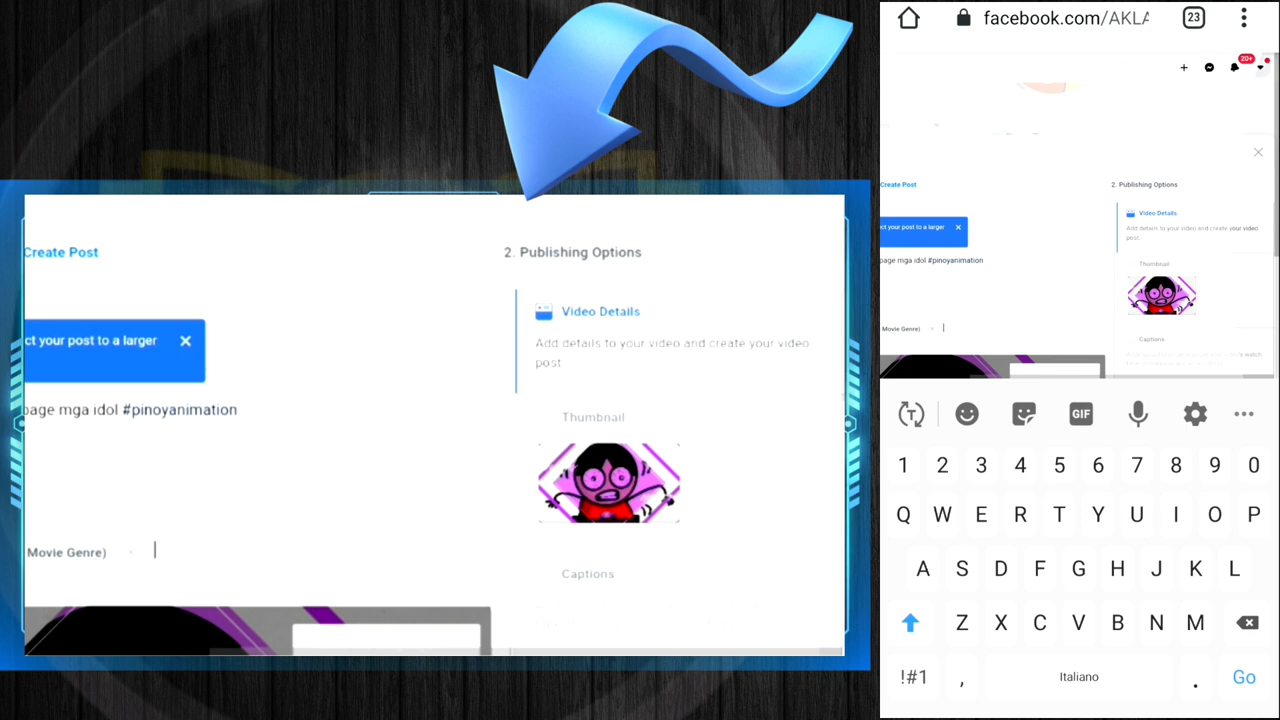 Create Post
2. Publishing Options
Video Details
ct your post to a larger
Add details to your video and create your video
post
page mga idol #pinoyanimation
Thumbnail
Movie Genre)
Captions
facebook.com/AKLA
23
20+
Create Post
2. Publishing Options
Video Details
ct your post to a larger
Add details to your video and create your video
post
page mga idol #pinoyanimation
Thumbnail
Movie Genre)
Captions
T GIF
1 2 3 4 5 6 7 8 9 0
Q W E R T Y U I O P
A S D F G H J K L
Z X C V B N M
!#1 , Italiano . Go